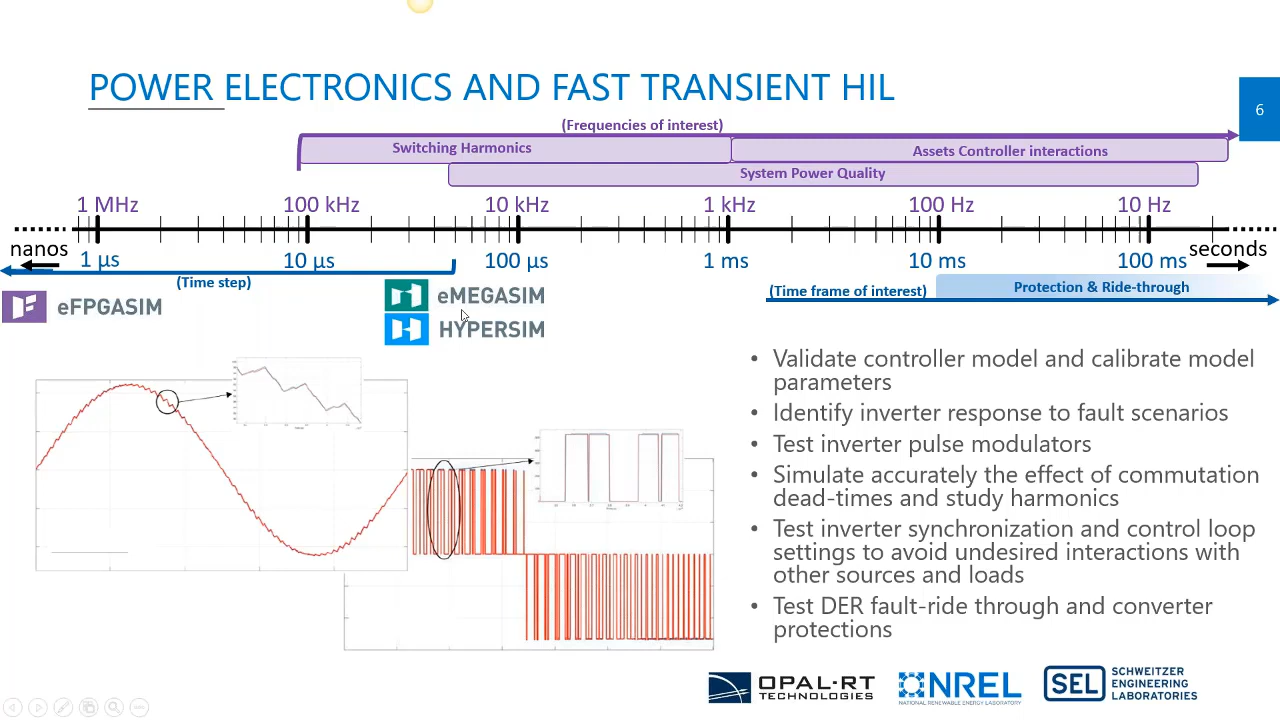 POWER ELECTRONICS AND FAST TRANSIENT HIL
6
(Frequencies of interest)
Switching Harmonics
Assets Controller interactions
System Power Quality
1 MHz 100 kHz 10 kHz 1 kHz 100 Hz 10 Hz
nanos seconds
1 µs 10 µs 100 µs 1 ms 10 ms 100 ms
(Time step)
(Time frame of interest)
Protection & Ride-through
eFPGASIM
eMEGASIM
HYPERSIM
• Validate controller model and calibrate model
parameters
• Identify inverter response to fault scenarios
• Test inverter pulse modulators
• Simulate accurately the effect of commutation
dead-times and study harmonics
• Test inverter synchronization and control loop
settings to avoid undesired interactions with
other sources and loads
• Test DER fault-ride through and converter
protections
OPAL-RT
TECHNOLOGIES
NREL
NATIONAL RENEWABLE ENERGY LABORATORY
SEL
SCHWEITZER
ENGINEERING
LABORATORIES